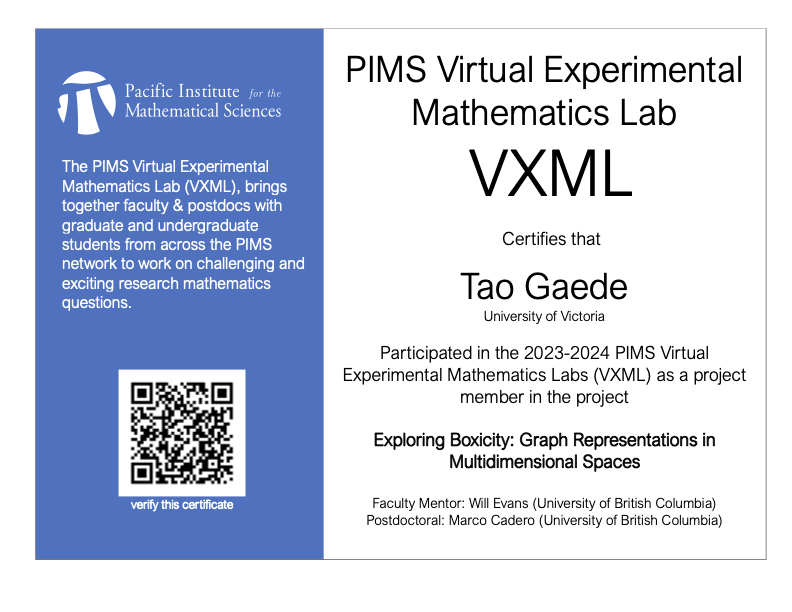 Pacific Institute for the
Mathematical Sciences
The PIMS Virtual Experimental
Mathematics Lab (VXML), brings
together faculty & postdocs with
graduate and undergraduate
students from across the PIMS
network to work on challenging and
exciting research mathematics
questions.
verify this certificate
PIMS Virtual Experimental
Mathematics Lab
VXML
Certifies that
Tao Gaede
University of Victoria
Participated in the 2023-2024 PIMS Virtual
Experimental Mathematics Labs (VXML) as a project
member in the project
Exploring Boxicity: Graph Representations in
Multidimensional Spaces
Faculty Mentor: Will Evans (University of British Columbia)
Postdoctoral: Marco Cadero (University of British Columbia)